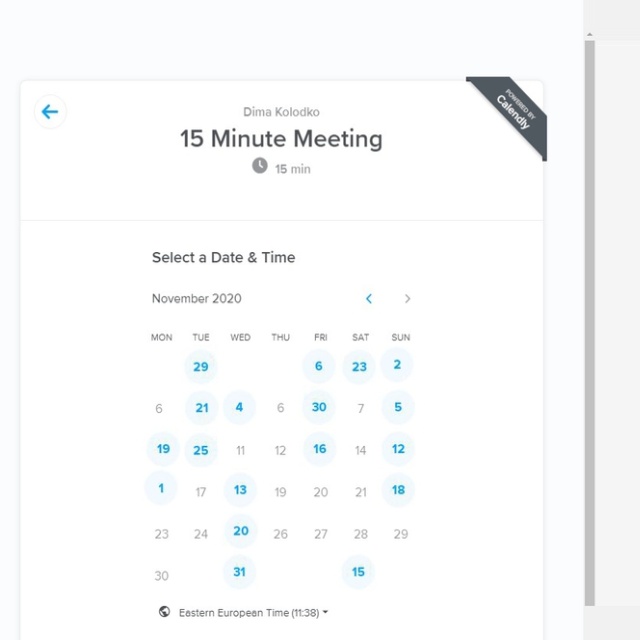 POWERED BY
Calendly
Dima Kolodko
15 Minute Meeting
15 min
Select a Date & Time
November 2020
MON TUE WED THU FRI SAT SUN
29 6 23 2
6 21 4 6 30 7 5
19 25 11 12 16 14 12
1 17 13 19 20 21 18
23 24 20 26 27 28 29
30 31 15
Eastern European Time (11:38)